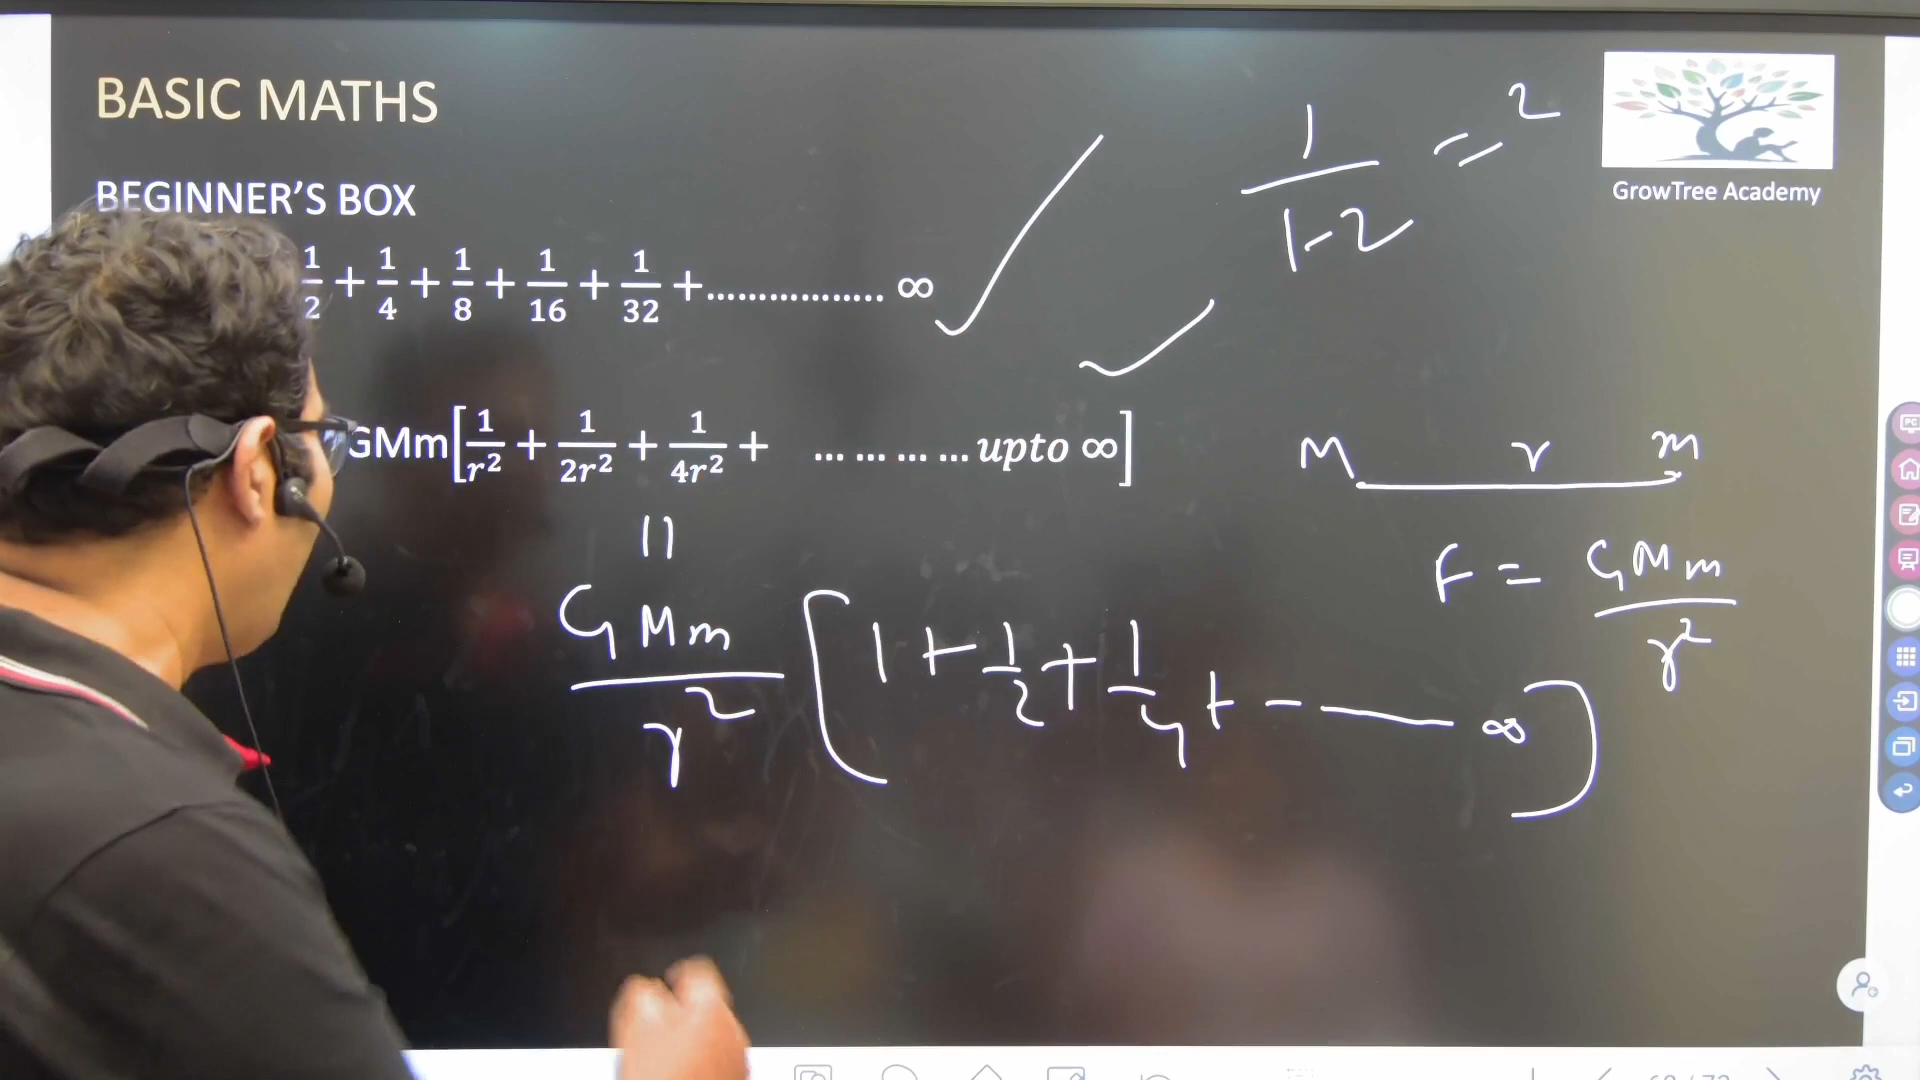 BASIC MATHS
BEGINNER'S BOX
1/2 + 1/4 + 1/8 + 1/16 + 1/32 + ................. ∞
1/1-2 = 2
GrowTree Academy
GMm[1/r² + 1/2r² + 1/4r² + ... ... ... ... upto ∞]
M r m
=
F = GMm/r²
GMm/r² [1 + 1/2 + 1/4 + - — ∞]